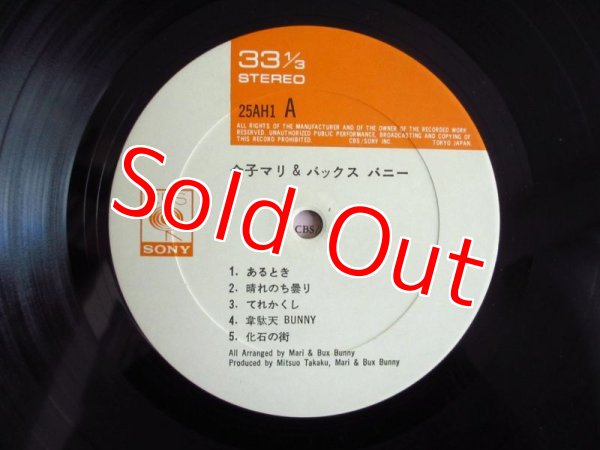 33 1/3
STEREO
25AH1 A
ALL RIGHTS OF THE MANUFACTURER AND OF THE OWNER OF THE RECORDED WORK
RESERVED. UNAUTHORIZED PUBLIC PERFORMANCE, BROADCASTING AND COPYING OF
THIS RECORD PROHIBITED. CBS/SONY INC. TOKYO JAPAN
子マリ & バックス バニー
Sold Out
CBS
SONY
CBS/
1. あるとき
2. 晴れのち曇り
3. てれかくし
4. 韋駄天 BUNNY
5. 化石の街
All Arranged by Mari & Bux Bunny
Produced by Mitsuo Takaku, Mari & Bux Bunny